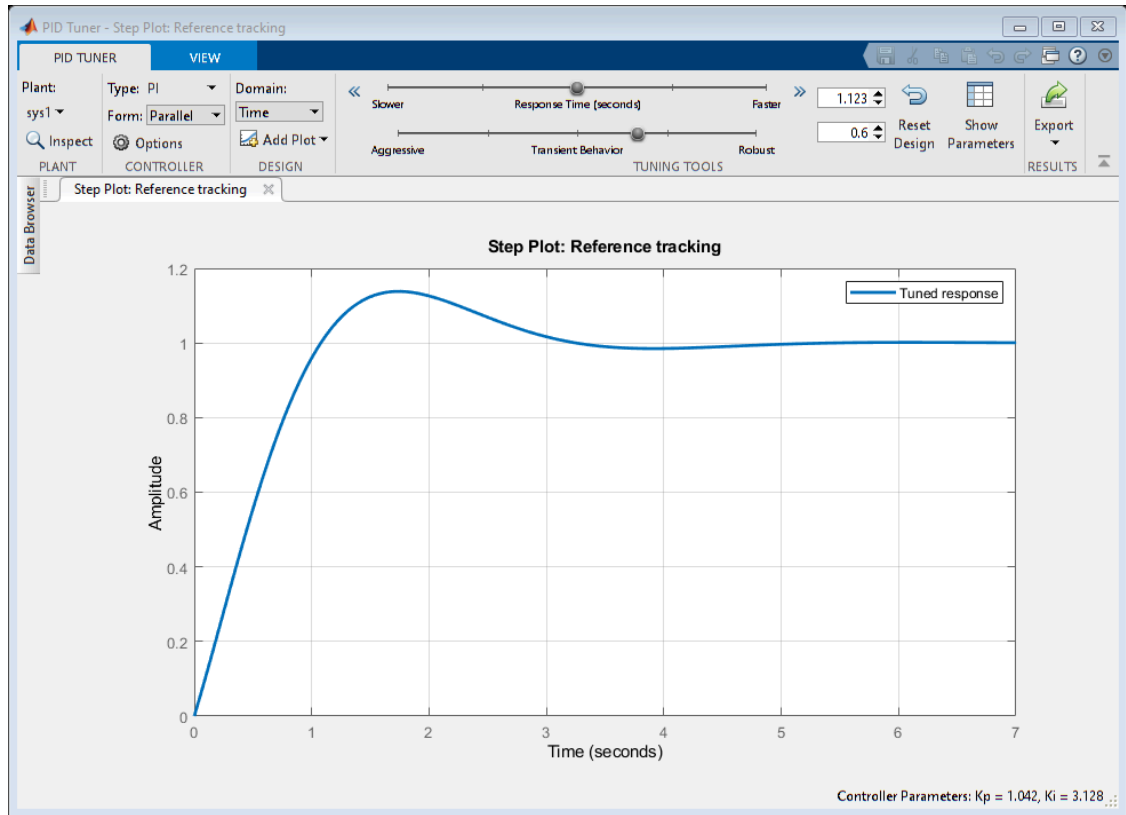 PID Tuner - Step Plot: Reference tracking
PID TUNER VIEW
Plant: Type: PI Domain:
sys1 Form: Parallel Time
Inspect Options Add Plot
PLANT CONTROLLER DESIGN
Slower Response Time (seconds) Faster 1.123
Aggressive Transient Behavior Robust 0.6
Reset Design Show Parameters Export
TUNING TOOLS RESULTS
Data Browser
Step Plot: Reference tracking
Step Plot: Reference tracking
Tuned response
Amplitude
1.2
1
0.8
0.6
0.4
0.2
0
0 1 2 3 4 5 6 7
Time (seconds)
Controller Parameters: Kp = 1.042, Ki = 3.128